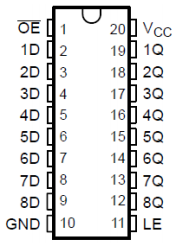 O̅E̅ 1 20 VCC
1D 2 19 1Q
2D 3 18 2Q
3D 4 17 3Q
4D 5 16 4Q
5D 6 15 5Q
6D 7 14 6Q
7D 8 13 7Q
8D 9 12 8Q
GND 10 11 LE